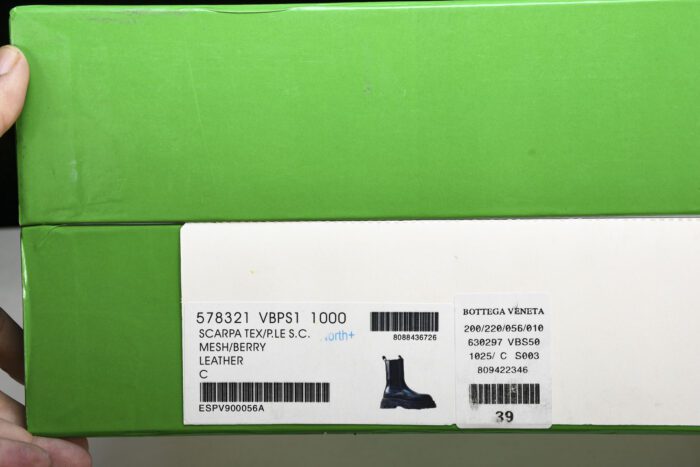 578321 VBPS1 1000
SCARPA TEX/P.LE S.C.
MESH/BERRY
LEATHER
C
ESPV900056A
8088436726
BOTTEGA VENETA
200/220/056/010
630297 VBS50
1025/ C S003
809422346
39